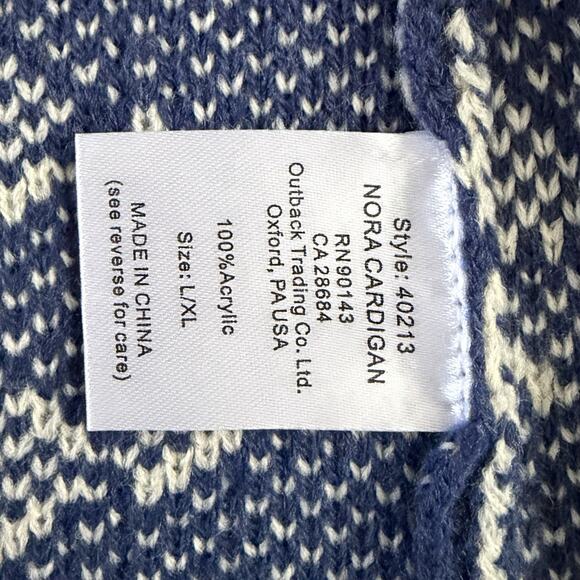 Style: 40213
NORA CARDIGAN
RN90143
CA 28684
Outback Trading Co. Ltd.
Oxford, PA USA
100%Acrylic
Size: L/XL
MADE IN CHINA
(see reverse for care)